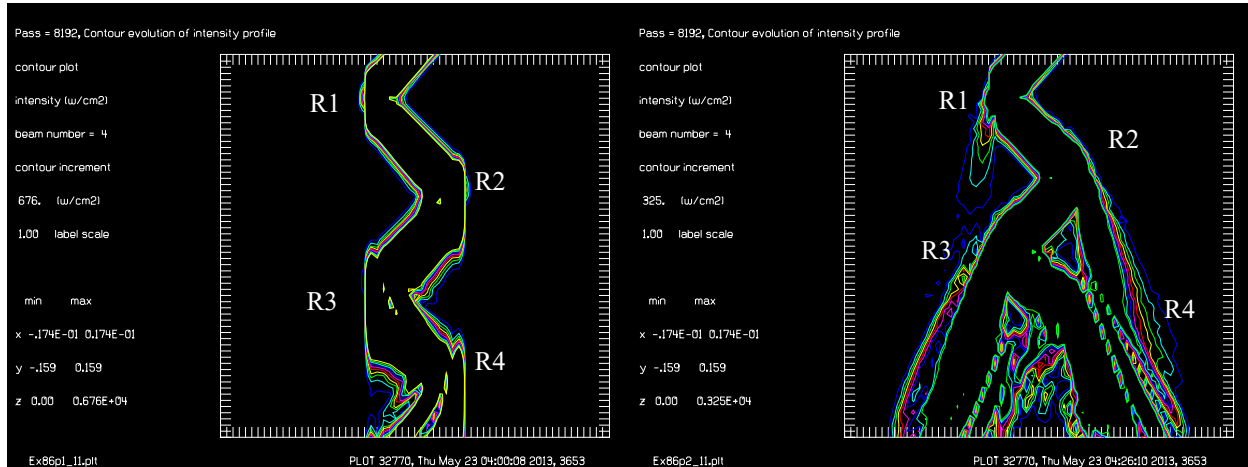 Pass = 8192, Contour evolution of intensity profile
contour plot
intensity (w/cm2)
beam number = 4
contour increment
676. (w/cm2)
1.00 label scale
min max
x -.174E-01 0.174E-01
y -.159 0.159
z 0.00 0.676E+04
Ex86p1_11.plt
PLOT 32770, Thu May 23 04:00:08 2013, 3653
R1
R2
R3
R4
Pass = 8192, Contour evolution of intensity profile
contour plot
intensity (w/cm2)
beam number = 4
contour increment
325. (w/cm2)
1.00 label scale
min max
x -.174E-01 0.174E-01
y -.159 0.159
z 0.00 0.325E+04
Ex86p2_11.plt
PLOT 32770, Thu May 23 04:26:10 2013, 3653
R1
R2
R3
R4